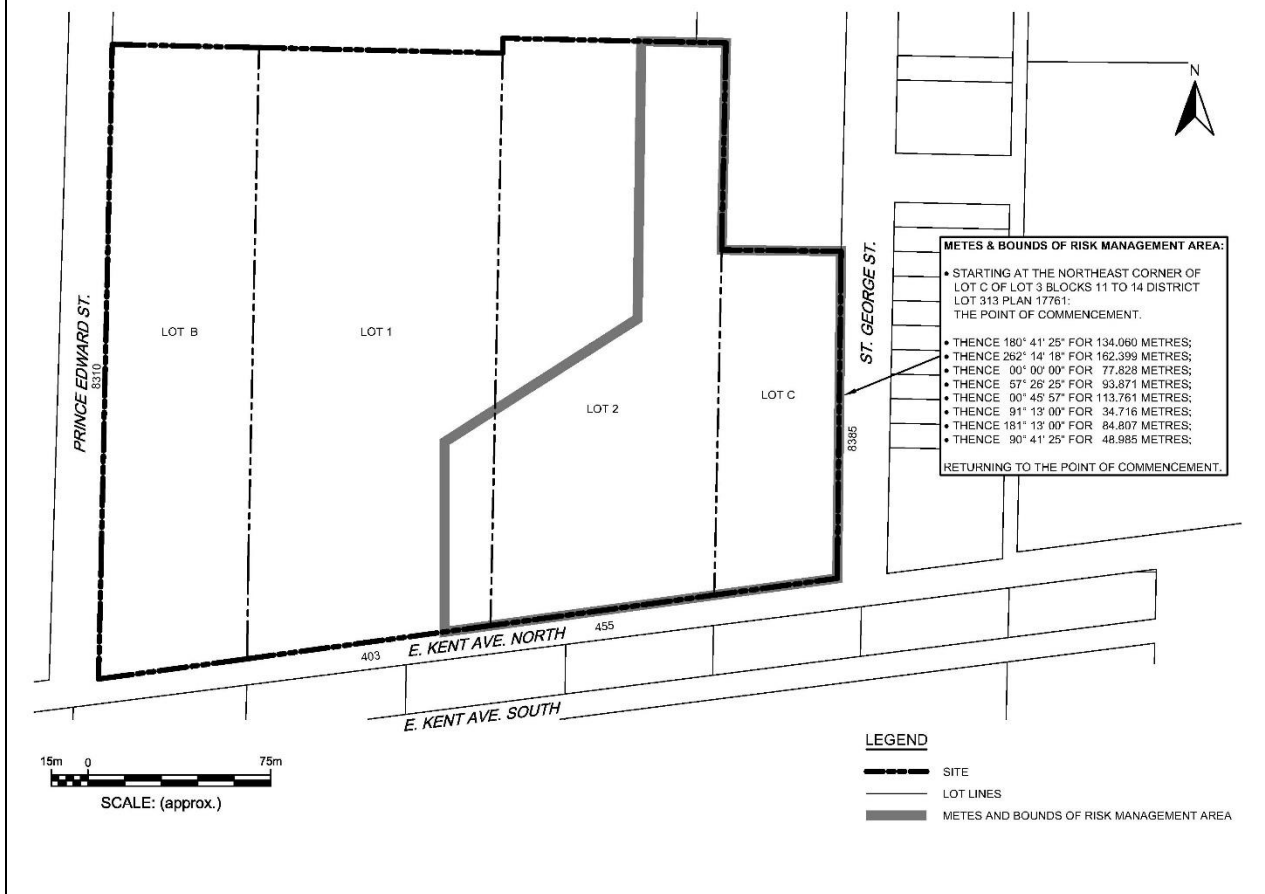 N
METES & BOUNDS OF RISK MANAGEMENT AREA:
• STARTING AT THE NORTHEAST CORNER OF
LOT C OF LOT 3 BLOCKS 11 TO 14 DISTRICT
LOT 313 PLAN 17761:
THE POINT OF COMMENCEMENT.
• THENCE 180° 41' 25" FOR 134.060 METRES;
• THENCE 262° 14' 18" FOR 162.399 METRES;
• THENCE 00° 00' 00" FOR 77.828 METRES;
• THENCE 57° 26' 25" FOR 93.871 METRES;
• THENCE 00° 45' 57" FOR 113.761 METRES;
• THENCE 91° 13' 00" FOR 34.716 METRES;
• THENCE 181° 13' 00" FOR 84.807 METRES;
• THENCE 90° 41' 25" FOR 48.985 METRES;
RETURNING TO THE POINT OF COMMENCEMENT.
PRINCE EDWARD ST.
8310
LOT B
LOT 1
LOT 2
LOT C
ST. GEORGE ST.
8385
403
E. KENT AVE. NORTH
455
E. KENT AVE. SOUTH
15m 0 75m
SCALE: (approx.)
LEGEND
SITE
LOT LINES
METES AND BOUNDS OF RISK MANAGEMENT AREA